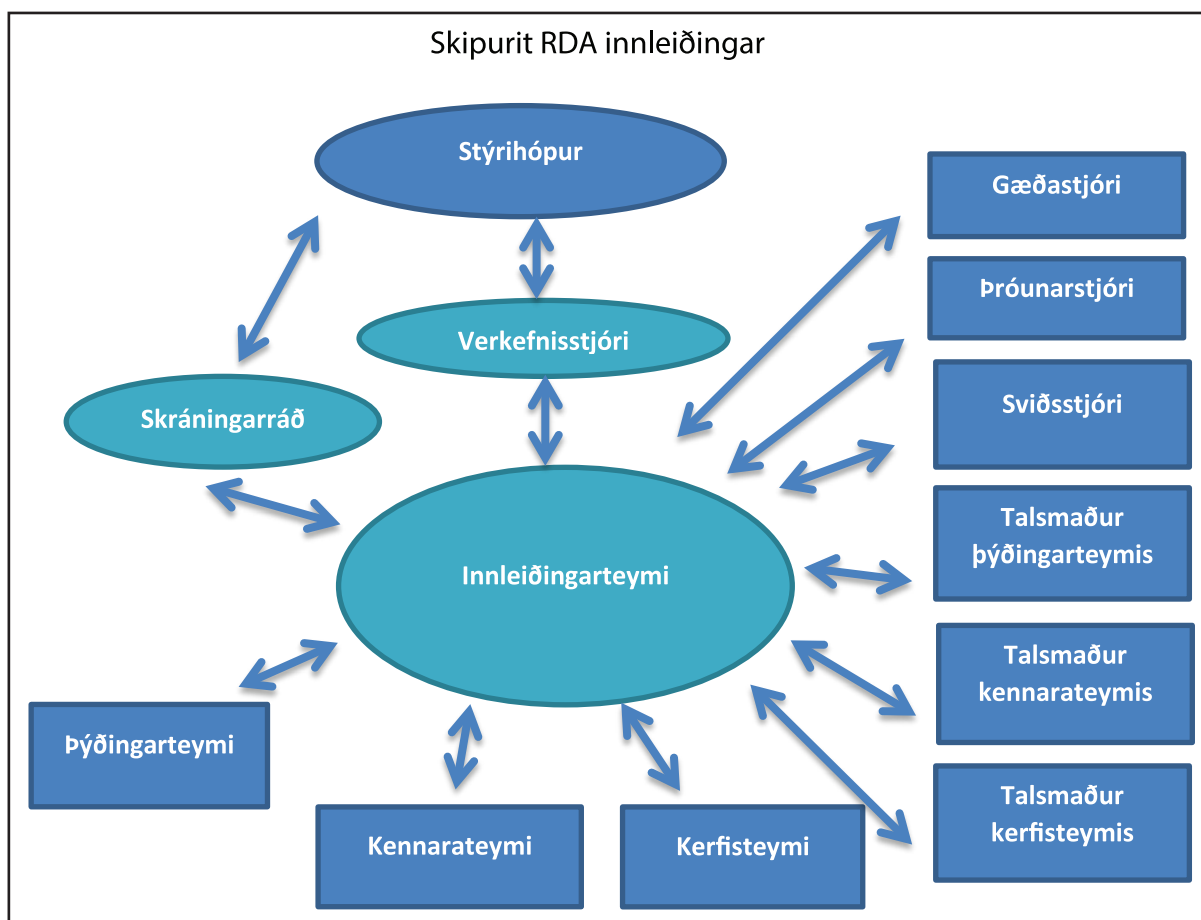 Skipurit RDA innleiðingar
Stýrihópur
Gæðastjóri
Þróunarstjóri
Verkefnisstjóri
Sviðsstjóri
Skráningarráð
Talsmaður
þýðingarteymis
Innleiðingarteymi
Talsmaður
kennarateymis
Þýðingarteymi
Talsmaður
kerfisteymis
Kennarateymi
Kerfisteymi